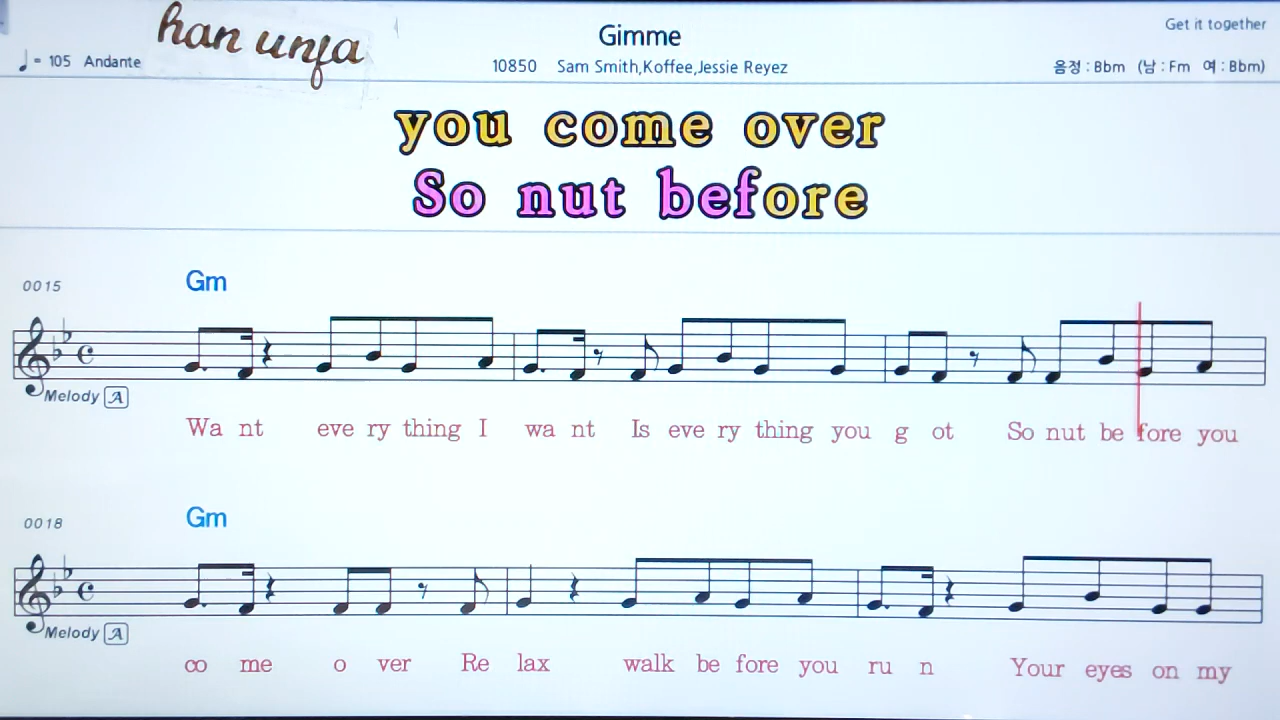 han unfa
Gimme
Get it together
♩ = 105 Andante
10850 Sam Smith,Koffee,Jessie Reyez
음정 : Bbm (남 : Fm 여 : Bbm)
you come over
So nut before
0015
Gm
Melody A
Wa nt eve ry thing I wa nt Is eve ry thing you g ot So nut be fore you
0018
Gm
Melody A
co me o ver Re lax walk be fore you ru n Your eyes on my